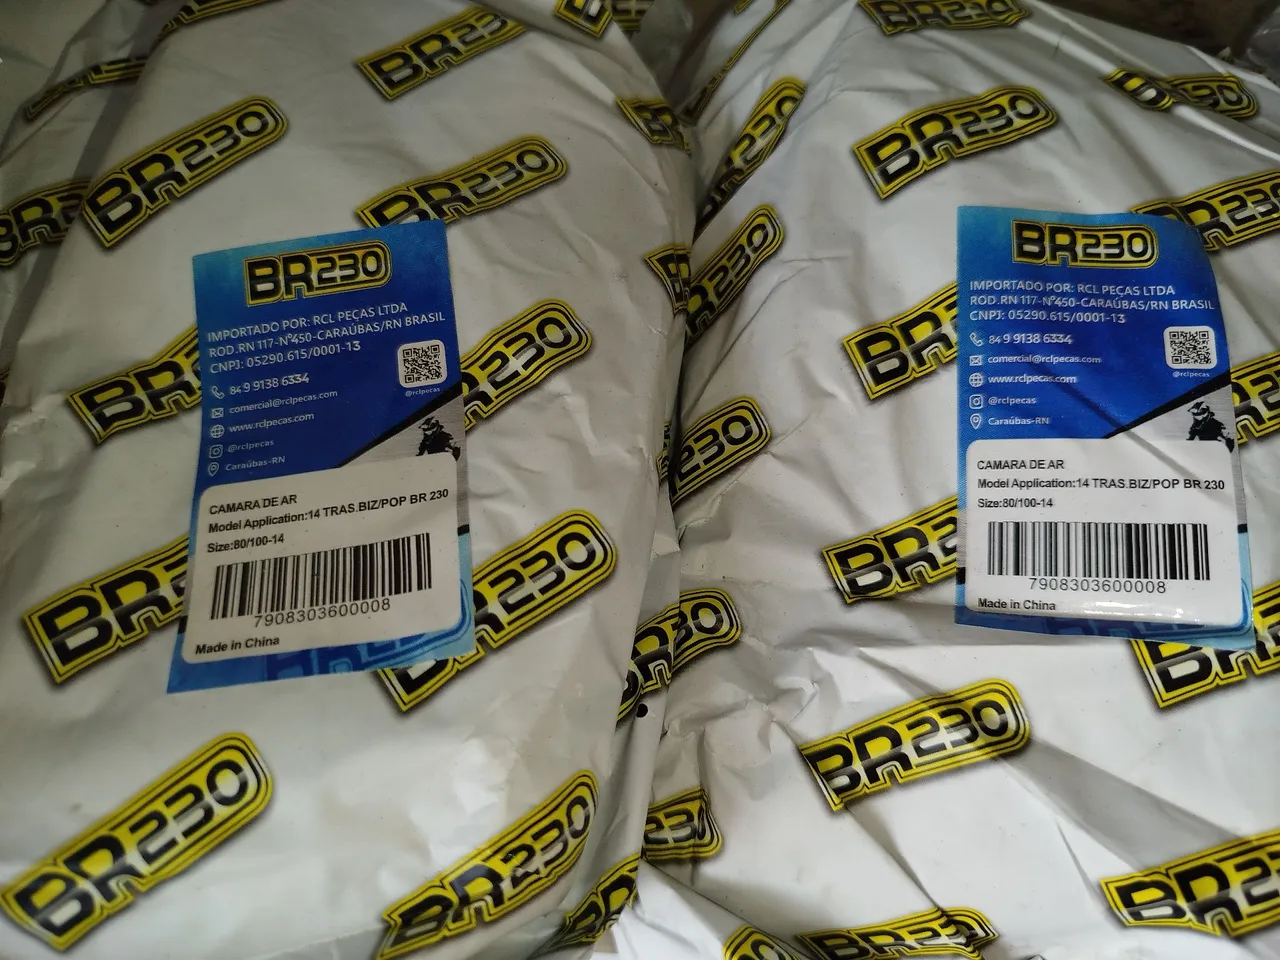 BR230
IMPORTADO POR: RCL PEÇAS LTDA
ROD.RN 117-Nº450-CARAÚBAS/RN BRASIL
CNPJ: 05290.615/0001-13
84 9 9138 6334
comercial@rclpecas.com
www.rclpecas.com
@rclpecas
Caraúbas-RN
@rclpecas
CAMARA DE AR
Model Application:14 TRAS.BIZ/POP BR 230
Size:80/100-14
7908303600008
Made in China
BR230
IMPORTADO POR: RCL PEÇAS LTDA
ROD.RN 117-Nº450-CARAÚBAS/RN BRASIL
CNPJ: 05290.615/0001-13
84 9 9138 6334
comercial@rclpecas.com
www.rclpecas.com
@rclpecas
Caraúbas-RN
@rclpecas
CAMARA DE AR
Model Application:14 TRAS.BIZ/POP BR 230
Size:80/100-14
7908303600008
Made in China
BR230
BR230
BR230
BR230
BR230
BR230
BR230
BR230
BR230
BR230